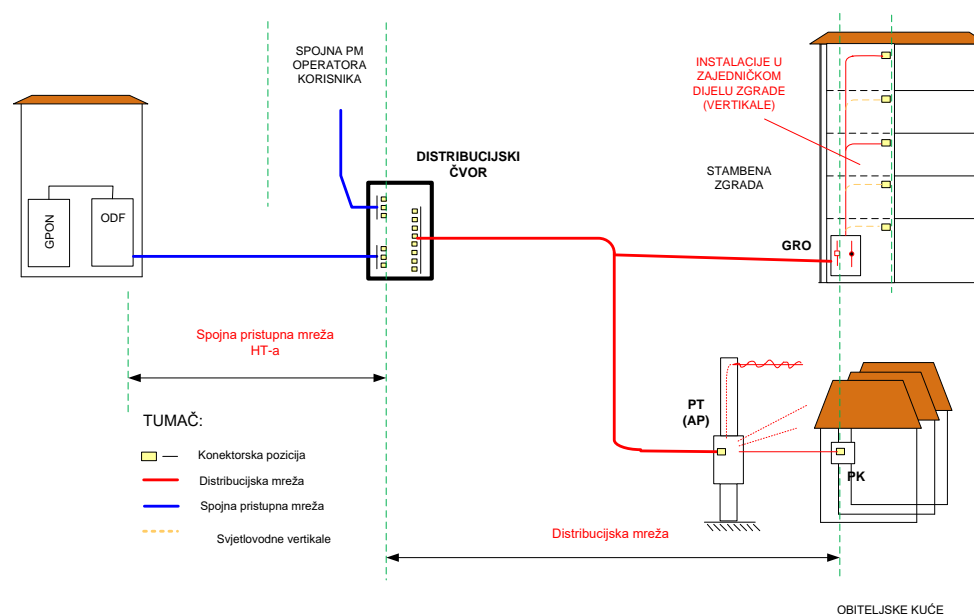 SPOJNA PM
OPERATORA
KORISNIKA
INSTALACIJE U
ZAJEDNIČKOM
DIJELU ZGRADE
(VERTIKALE)
DISTRIBUCIJSKI
ČVOR
STAMBENA
ZGRADA
GPON
ODF
GRO
Spojna pristupna mreža
HT-a
PT
(AP)
TUMAČ:
Konektorska pozicija
Distribucijska mreža
Spojna pristupna mreža
Svjetlovodne vertikale
PK
Distribucijska mreža
OBITELJSKE KUĆE